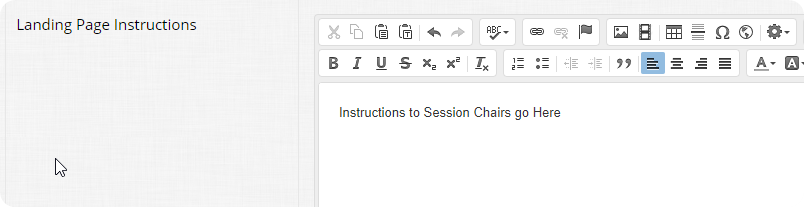 Landing Page Instructions
Instructions to Session Chairs go Here